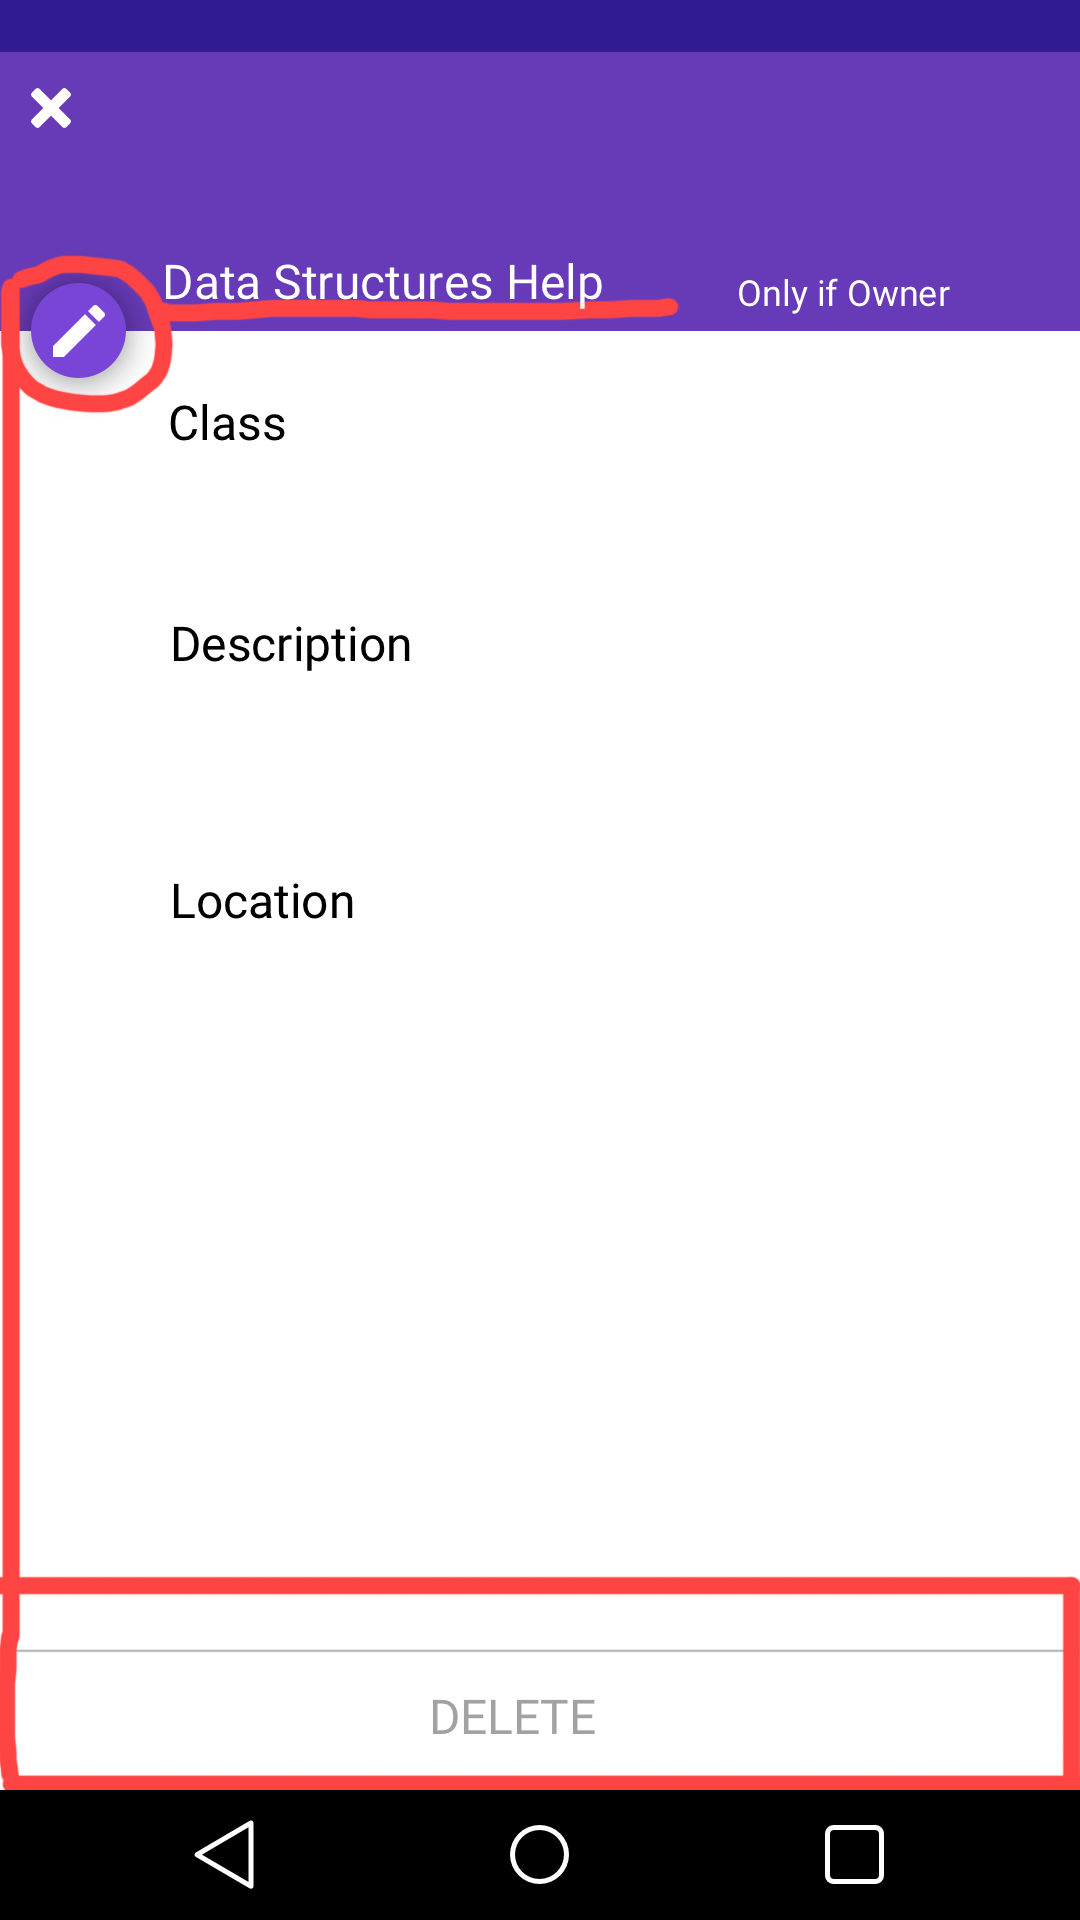 Data Structures Help
Only if Owner
Class
Description
Location
DELETE